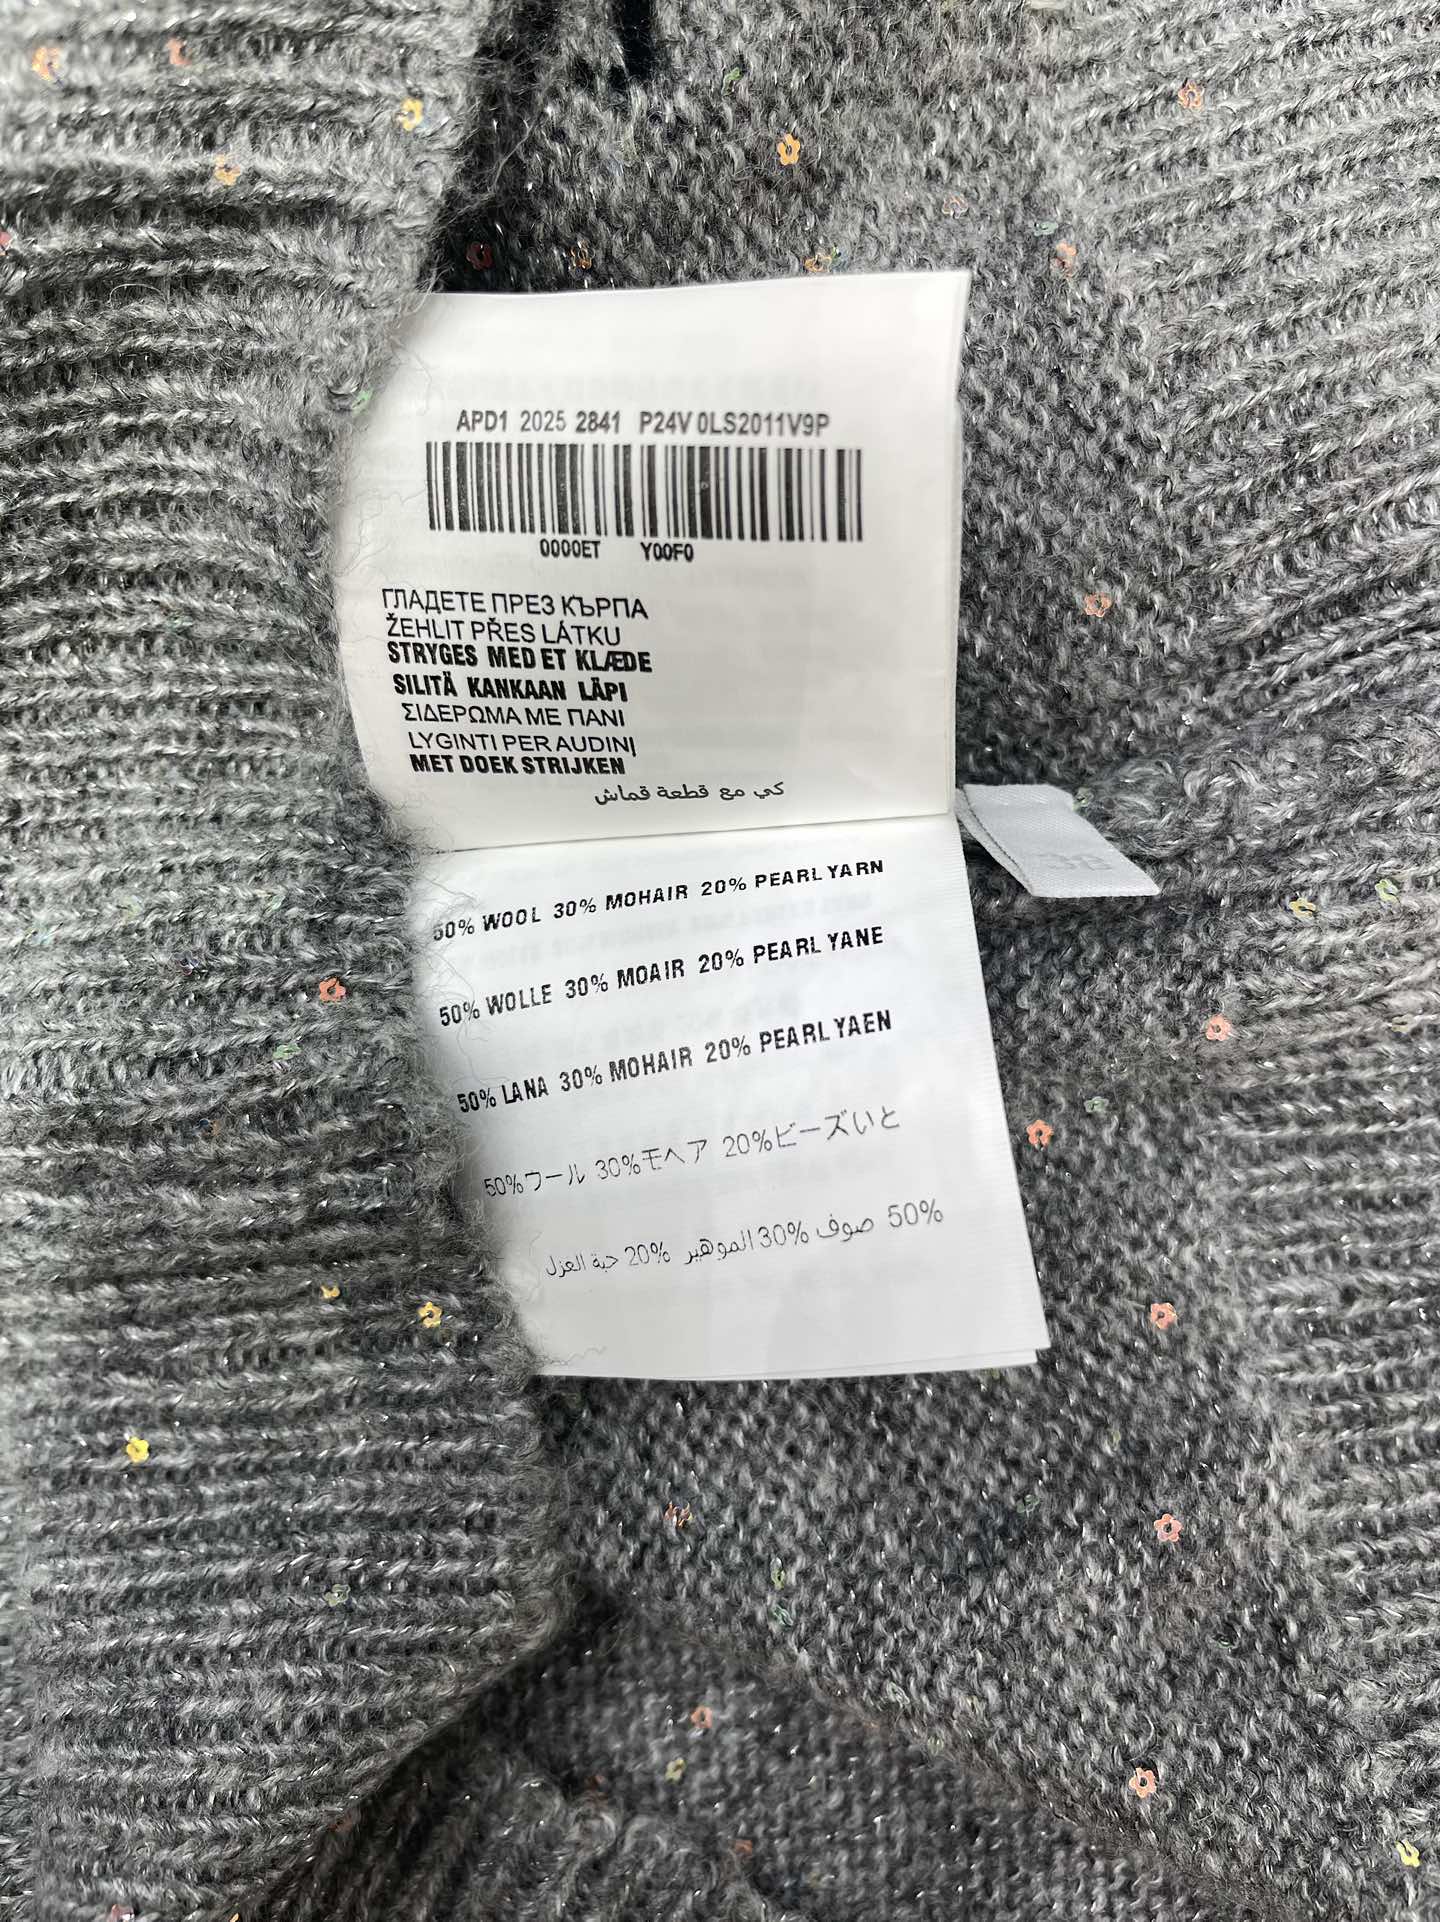 APD1 2025 2841 P24V 0LS2011V9P
0000ET Y00F0
ГЛАДЕТЕ ПРЕЗ КЪРПА
ŽEHLIT PŘES LÁTKU
STRYGES MED ET KLÆDE
SILITÄ KANKAAN LÄPI
ΣΙΔΕΡΩΜΑ ΜΕ ΠΑΝΙ
LYGINTI PER AUDINĮ
MET DOEK STRIJKEN
كي مع قطعة قماش
50% WOOL 30% MOHAIR 20% PEARL YARN
50% WOLLE 30% MOAIR 20% PEARL YANE
50% LANA 30% MOHAIR 20% PEARL YAEN
50%ウール 30%モヘア 20%ビーズいと
50% صوف 30% الموهير 20% حبة الغزل